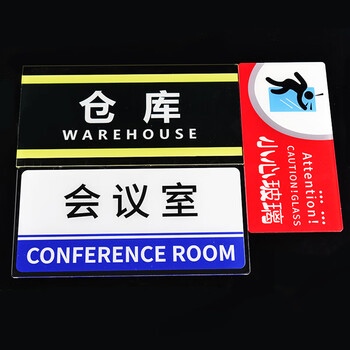 仓库
WAREHOUSE
会议室
CONFERENCE ROOM
Attention!
... ...
CAUTION!GLASS
小心玻璃